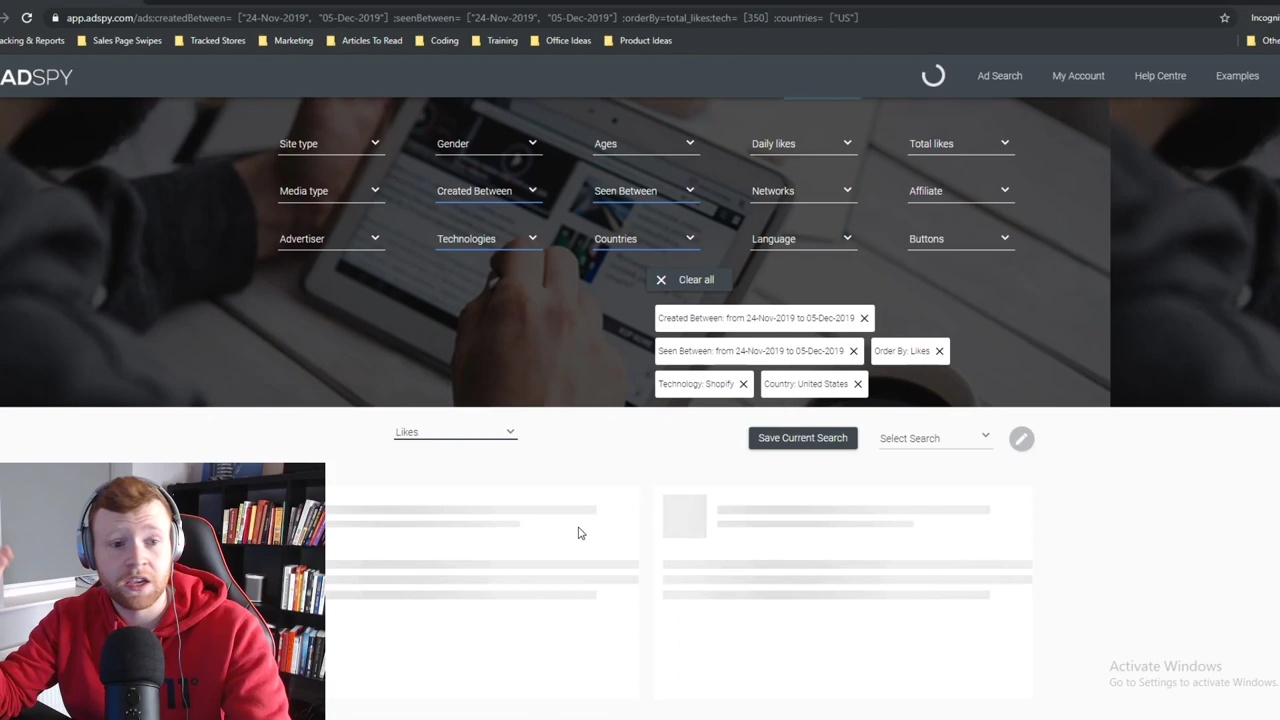 app.adspy.com/ads;createdBetween= ["24-Nov-2019", "05-Dec-2019"] ;seenBetween= ["24-Nov-2019", "05-Dec-2019"] ;orderBy=total_likes;tech= [350] ;countries= ["US"]
Incogni
acking & Reports
Sales Page Swipes
Tracked Stores
Marketing
Articles To Read
Coding
Training
Office Ideas
Product Ideas
Othe
ADSPY
Ad Search
My Account
Help Centre
Examples
Site type
Gender
Ages
Daily likes
Total likes
Media type
Created Between
Seen Between
Networks
Affiliate
Advertiser
Technologies
Countries
Language
Buttons
Clear all
Created Between: from 24-Nov-2019 to 05-Dec-2019
Seen Between: from 24-Nov-2019 to 05-Dec-2019
Order By: Likes
Technology: Shopify
Country: United States
Likes
Save Current Search
Select Search
Activate Windows
Go to Settings to activate Windows.